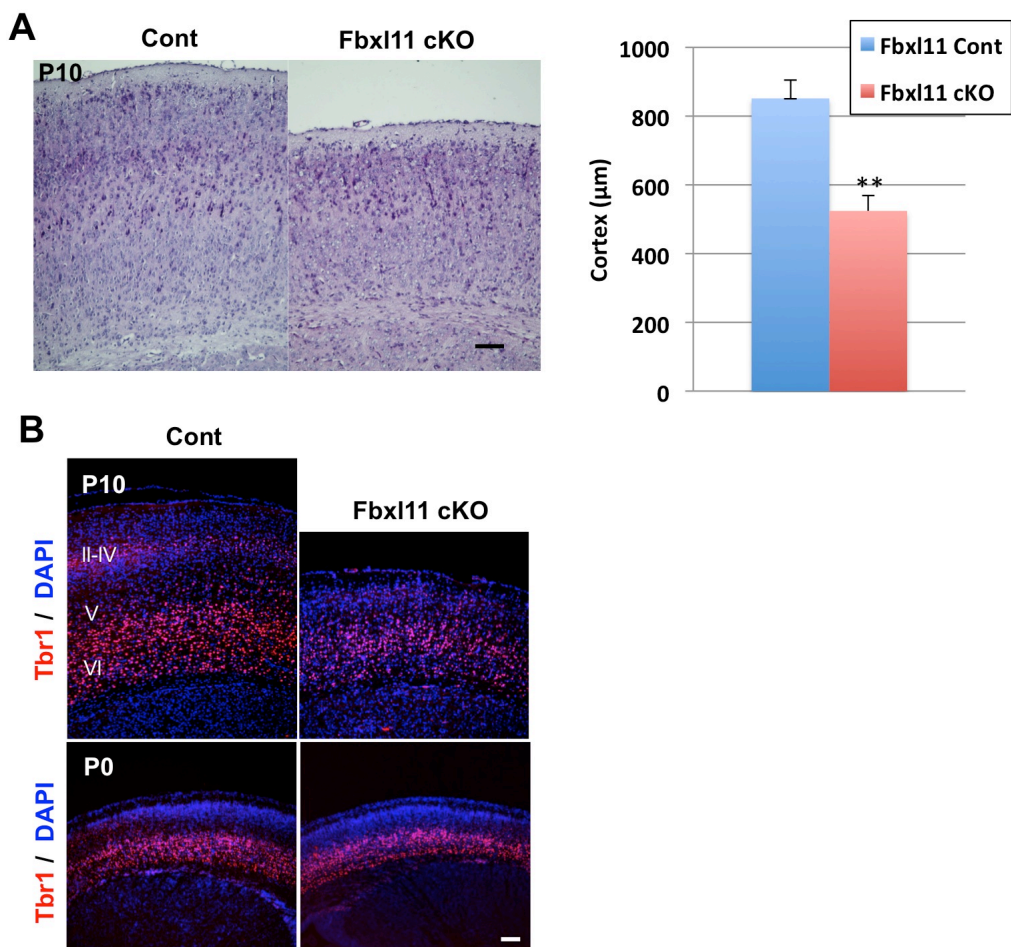 A
Cont
Fbxl11 cKO
P10
Fbxl11 Cont
Fbxl11 cKO
1000
800
600
400
200
0
Cortex (µm)
**
B
Cont
Fbxl11 cKO
P10
II-IV
V
VI
Tbr1 / DAPI
P0
Tbr1 / DAPI